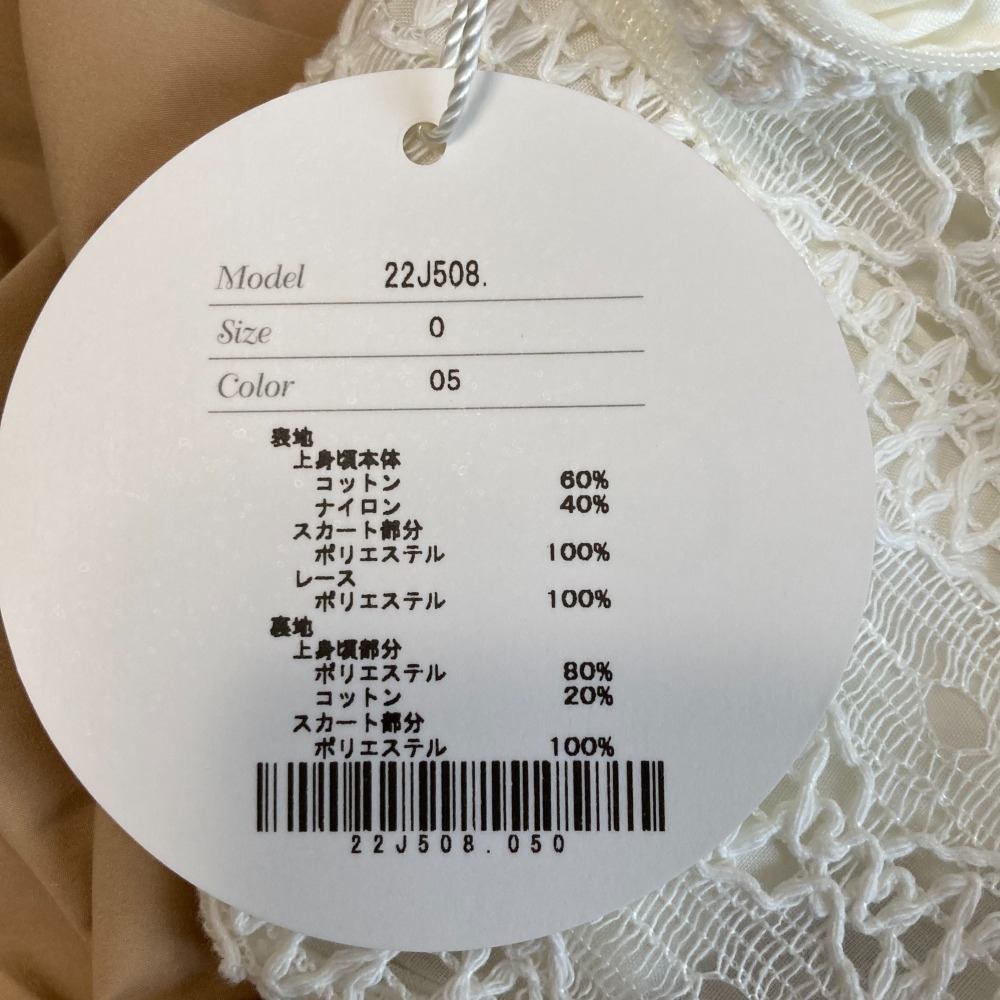 Model 22J508.
Size 0
Color 05
表地
上身頃本体
コットン 60%
ナイロン 40%
スカート部分
ポリエステル 100%
レース
ポリエステル 100%
裏地
上身頃部分
ポリエステル 80%
コットン 20%
スカート部分
ポリエステル 100%
22J508.050